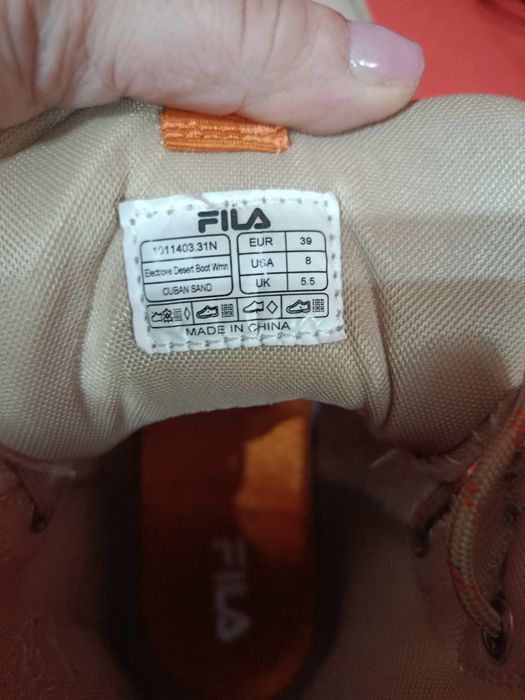 FILA
1011403.31N
Electrove Desert Boot Wmn
CUBAN SAND
EUR 39
USA 8
UK 5.5
MADE IN CHINA
FILA